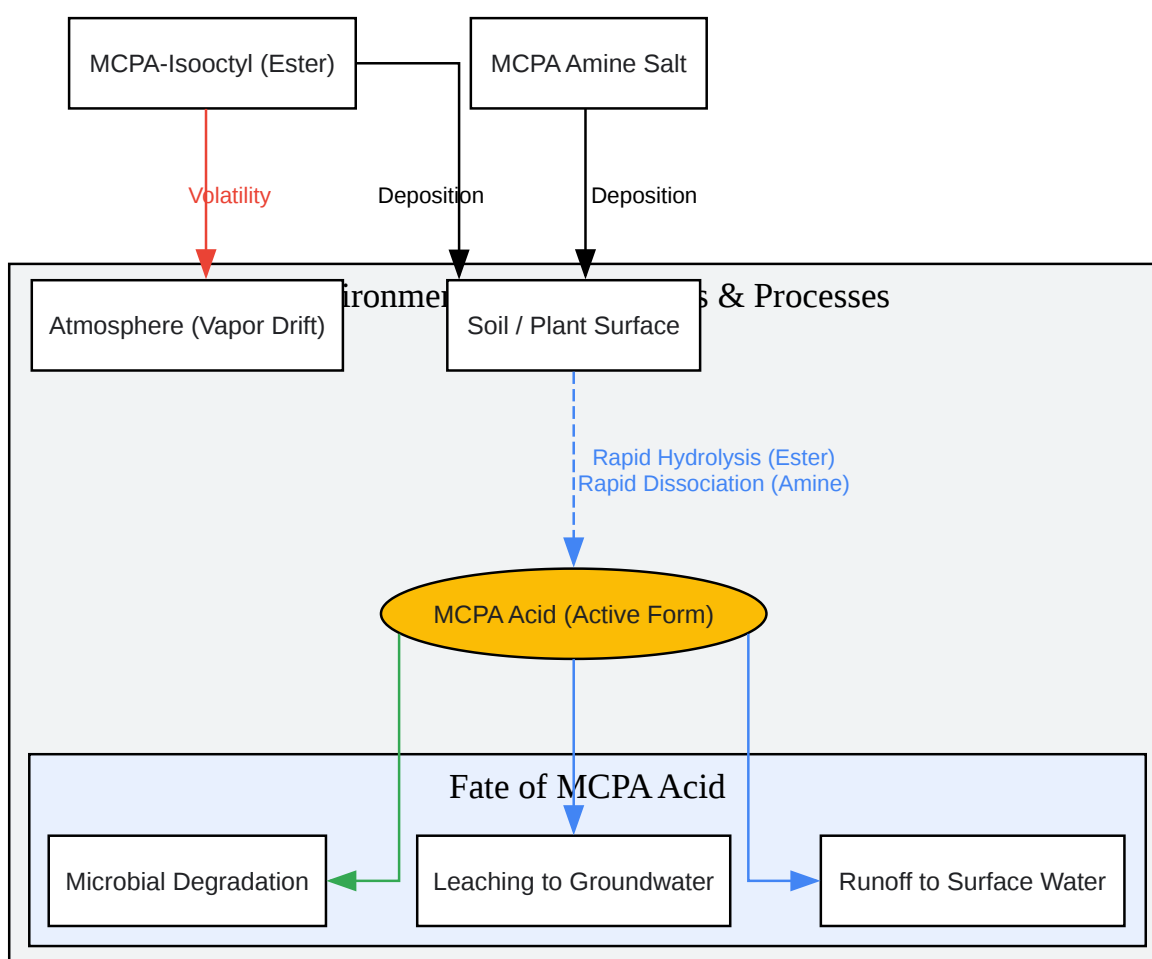 MCPA-Isooctyl (Ester)
MCPA Amine Salt
Volatility
Deposition
Deposition
& Processes
Atmosphere (Vapor Drift)
Soil / Plant Surface
Rapid Hydrolysis (Ester)
Rapid Dissociation (Amine)
MCPA Acid (Active Form)
Fate of MCPA Acid
Microbial Degradation
Leaching to Groundwater
Runoff to Surface Water